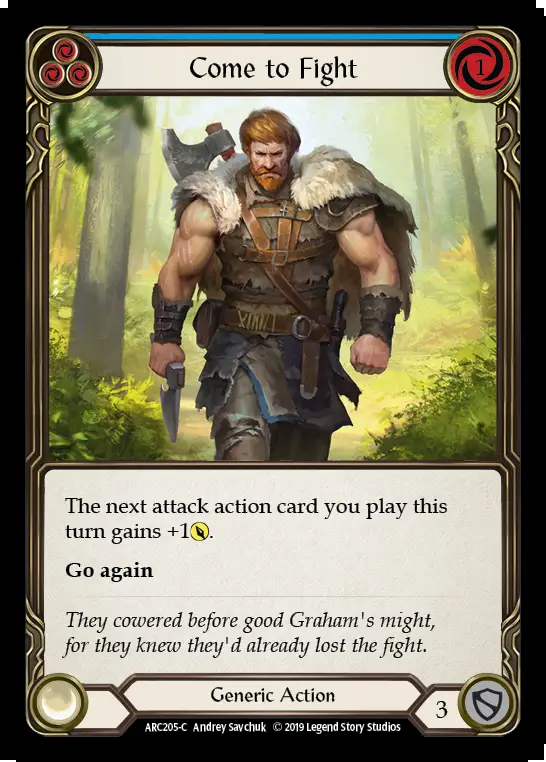 Come to Fight
1
The next attack action card you play this
turn gains +1.
Go again
They cowered before good Graham's might,
for they knew they'd already lost the fight.
Generic Action
3
ARC205-C Andrey Savchuk © 2019 Legend Story Studios